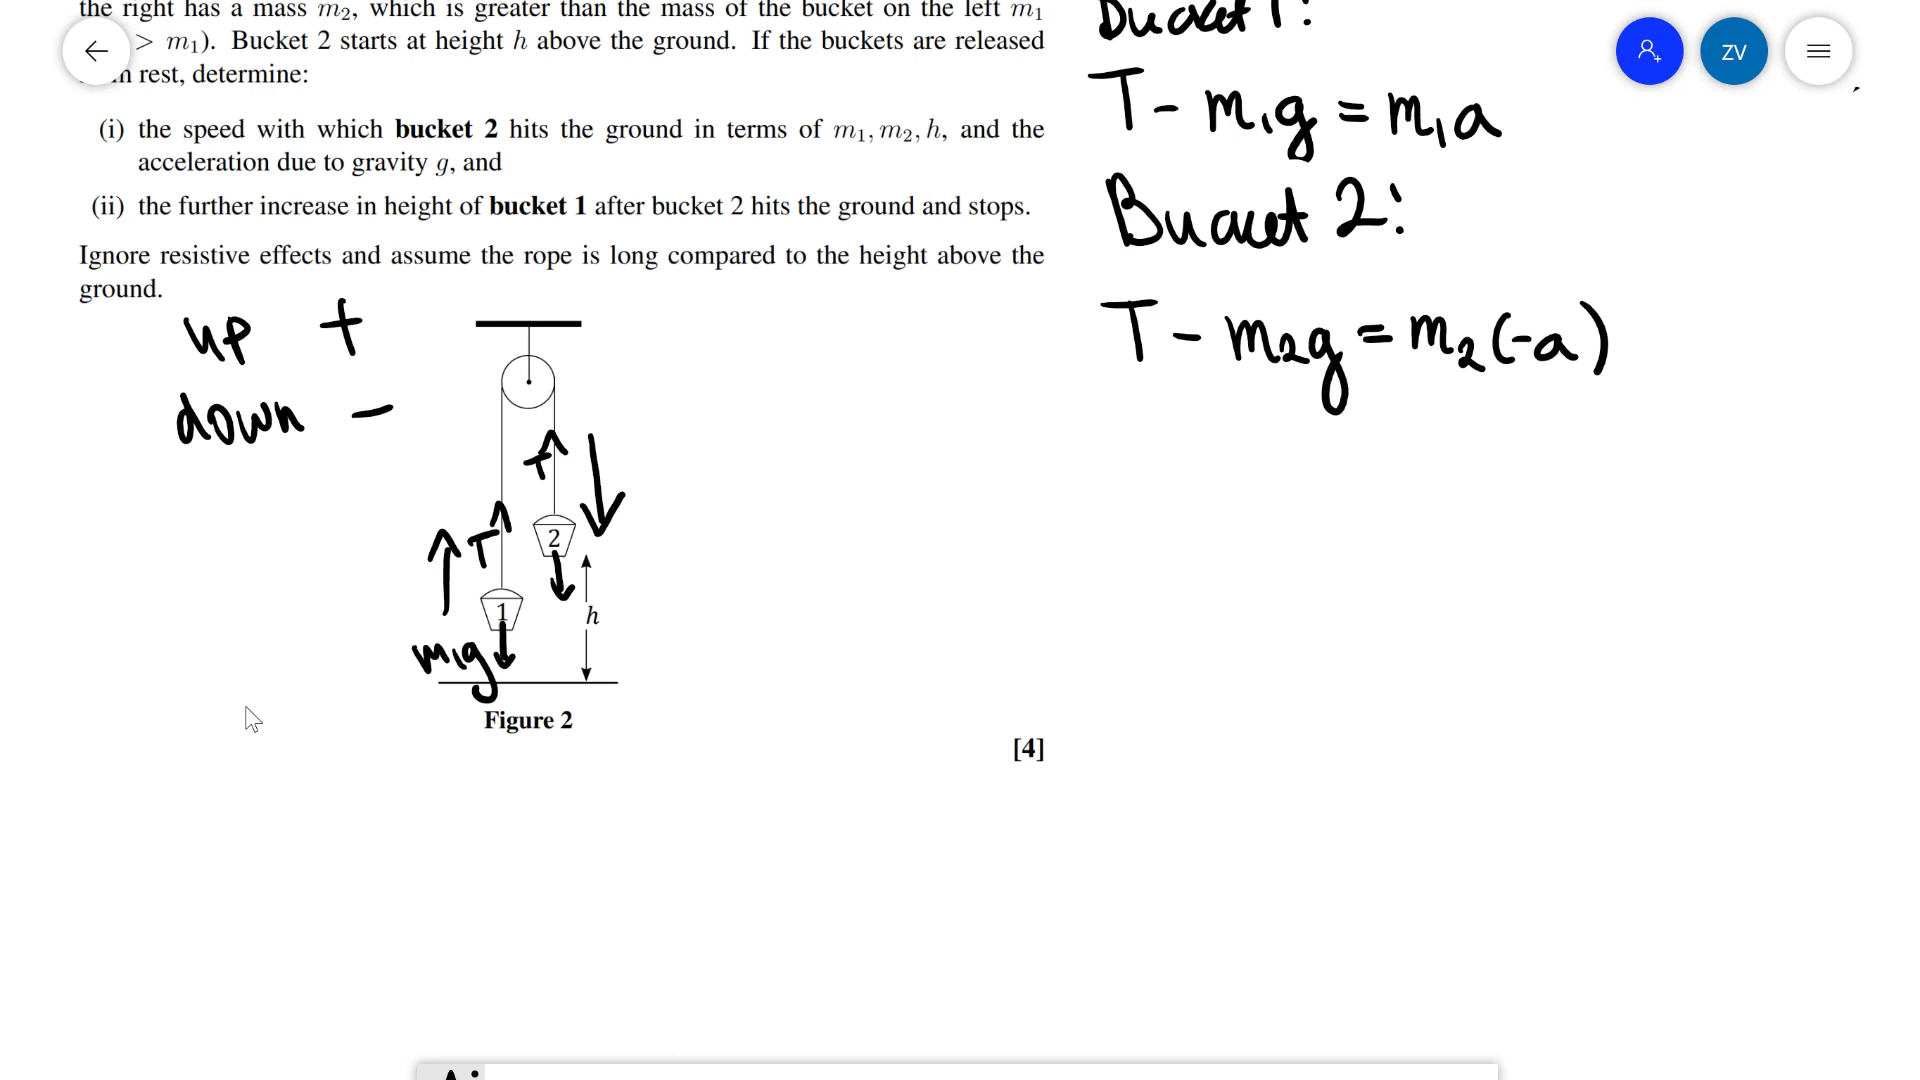 the right has a mass m₂, which is greater than the mass of the bucket on the left m₁
> m₁). Bucket 2 starts at height h above the ground. If the buckets are released
rest, determine:
(i) the speed with which bucket 2 hits the ground in terms of m₁, m₂, h, and the
acceleration due to gravity g, and
(ii) the further increase in height of bucket 1 after bucket 2 hits the ground and stops.
Ignore resistive effects and assume the rope is long compared to the height above the
ground.
up +
down -
T
T
2
1
h
m₁g
Figure 2
[4]
Bucket 1:
T - m₁g = m₁a
Bucket 2:
T - m₂g = m₂(-a)
ZV